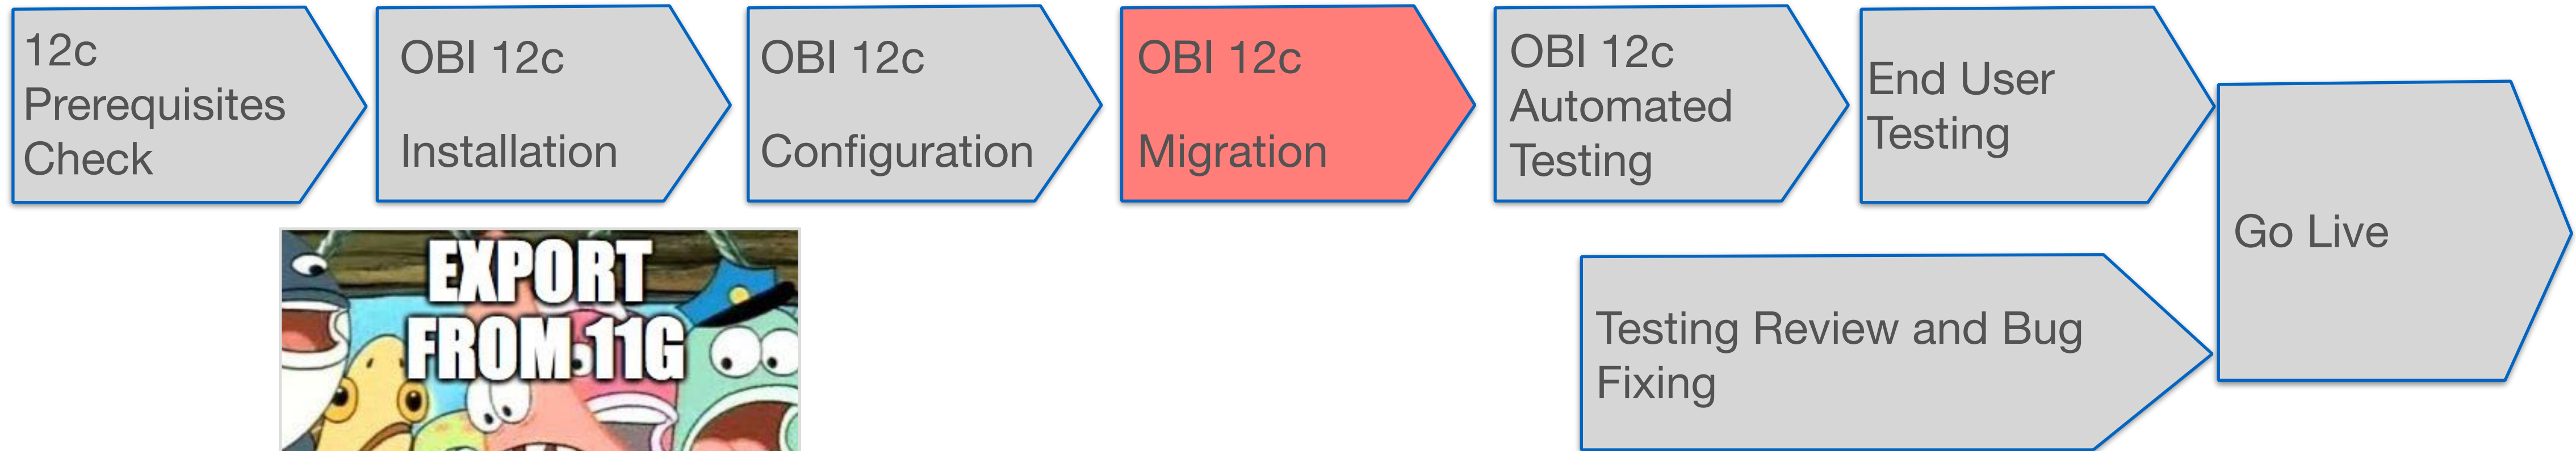 12c
Prerequisites
Check
OBI 12c
Installation
OBI 12c
Configuration
OBI 12c
Migration
OBI 12c
Automated
Testing
End User
Testing
Go Live
EXPORT
FROM 11G
Testing Review and Bug
Fixing